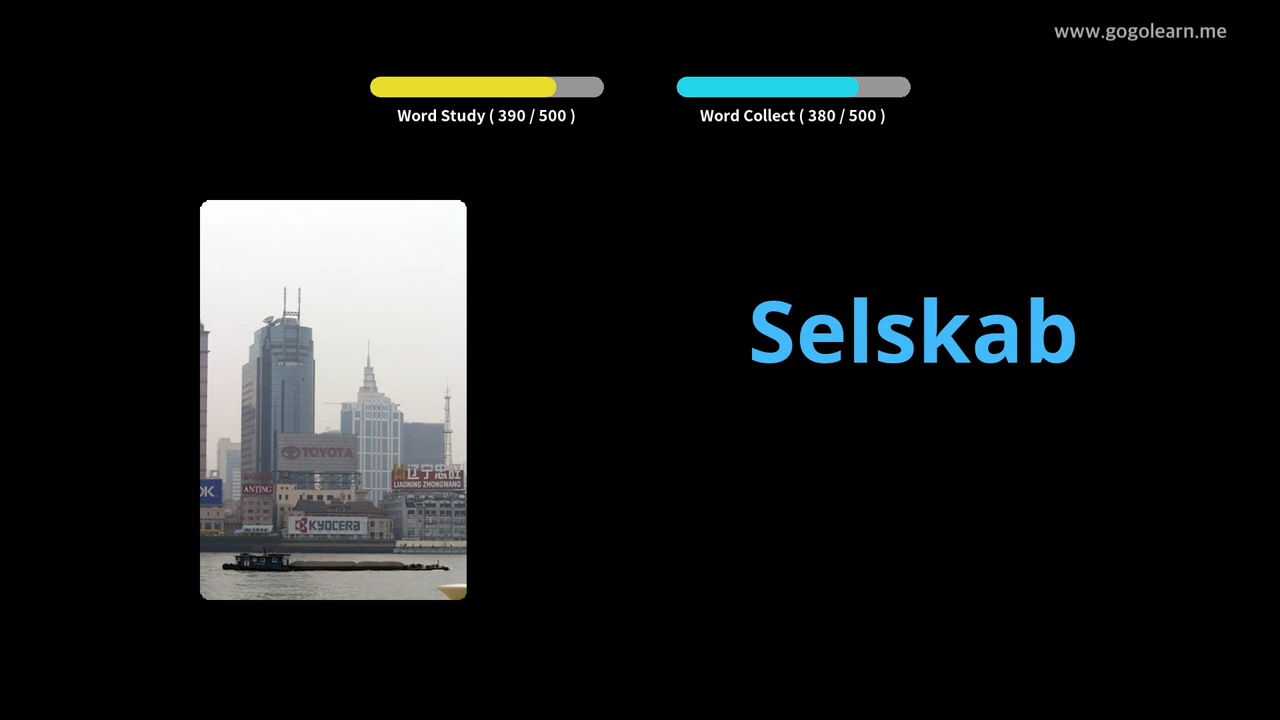 www.gogolearn.me
Word Study ( 390 / 500 )
Word Collect ( 380 / 500 )
Selskab
TOYOTA
辽宁忠旺
LIAONING ZHONGWANG
OK
ANTING
KYOCERA